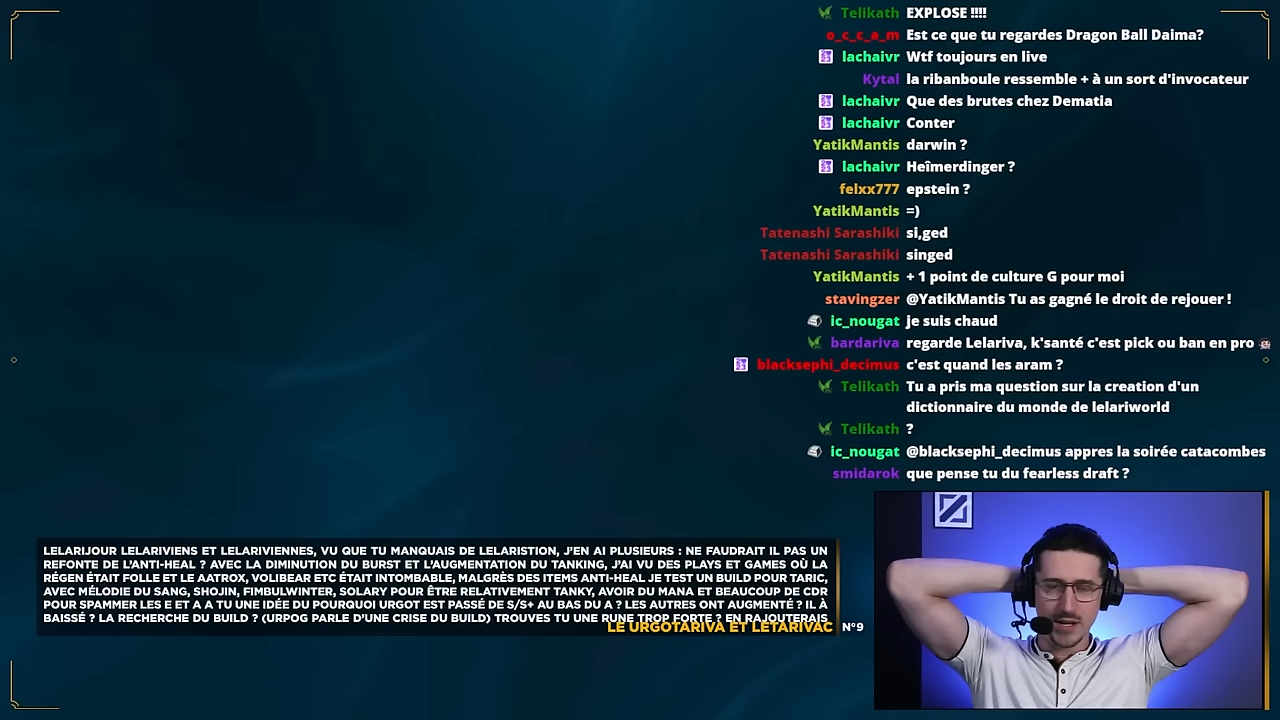 Telikath EXPLOSE !!!!
o_c_c_a_m Est ce que tu regardes Dragon Ball Daima?
lachaivr Wtf toujours en live
Kytal la ribanboule ressemble + à un sort d'invocateur
lachaivr Que des brutes chez Dematia
lachaivr Conter
YatikMantis darwin ?
lachaivr Heîmerdinger ?
felxx777 epstein ?
YatikMantis =)
Tatenashi Sarashiki si,ged
Tatenashi Sarashiki singed
YatikMantis + 1 point de culture G pour moi
stavingzer @YatikMantis Tu as gagné le droit de rejouer !
ic_nougat je suis chaud
bardariva regarde Lelariva, k'santé c'est pick ou ban en pro
blacksephi_decimus c'est quand les aram ?
Telikath Tu a pris ma question sur la creation d'un
dictionnaire du monde de lelariworld
Telikath ?
ic_nougat @blacksephi_decimus appres la soirée catacombes
smidarok que pense tu du fearless draft ?
LELARIJOUR LELARIVIENS ET LELARIVIENNES, VU QUE TU MANQUAIS DE LELARISTION, J'EN AI PLUSIEURS : NE FAUDRAIT IL PAS UN
REFONTE DE L'ANTI-HEAL ? AVEC LA DIMINUTION DU BURST ET L'AUGMENTATION DU TANKING, J'AI VU DES PLAYS ET GAMES OÙ LA
RÉGEN ÉTAIT FOLLE ET LE AATROX, VOLIBEAR ETC ÉTAIT INTOMBABLE, MALGRÈS DES ITEMS ANTI-HEAL JE TEST UN BUILD POUR TARIC,
AVEC MÉLODIE DU SANG, SHOJIN, FIMBULWINTER, SOLARY POUR ÊTRE RELATIVEMENT TANKY, AVOIR DU MANA ET BEAUCOUP DE CDR
POUR SPAMMER LES E ET A A TU UNE IDÉE DU POURQUOI URGOT EST PASSÉ DE S/S+ AU BAS DU A ? LES AUTRES ONT AUGMENTÉ ? IL À
BAISSÉ ? LA RECHERCHE DU BUILD ? (URPOG PARLE D'UNE CRISE DU BUILD) TROUVES TU UNE RUNE TROP FORTE ? EN RAJOUTERAIS
LE URGOTARIVA ET LETARIVAC N°9